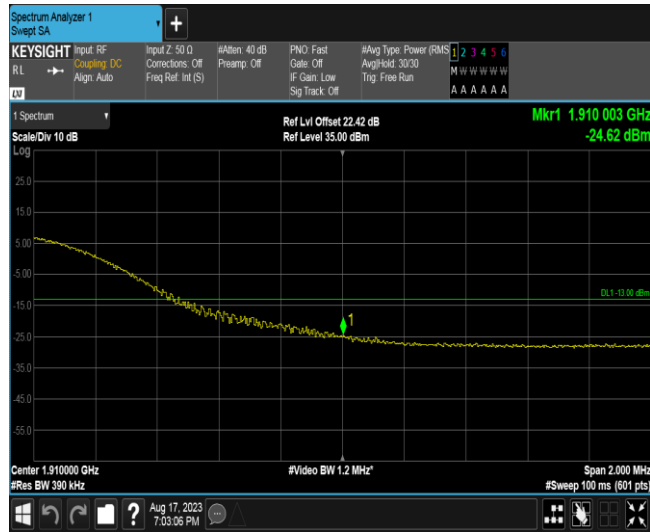 Spectrum Analyzer 1
Swept SA
+
KEYSIGHT
RL
LXI
Input: RF
Coupling: DC
Align: Auto
Input Z: 50 Ω
Corrections: Off
Freq Ref: Int (S)
#Atten: 40 dB
Preamp: Off
PNO: Fast
Gate: Off
IF Gain: Low
Sig Track: Off
#Avg Type: Power (RMS
Avg|Hold: 30/30
Trig: Free Run
1 2 3 4 5 6
M W W W W W
A A A A A A
1 Spectrum
Scale/Div 10 dB
Log
Ref Lvl Offset 22.42 dB
Ref Level 35.00 dBm
Mkr1 1.910 003 GHz
-24.62 dBm
25.0
15.0
5.00
-5.00
-15.0
-25.0
-35.0
-45.0
-55.0
DL1 -13.00 dBm
1
Center 1.910000 GHz
#Res BW 390 kHz
#Video BW 1.2 MHz*
Span 2.000 MHz
#Sweep 100 ms (601 pts)
?
Aug 17, 2023
7:03:06 PM